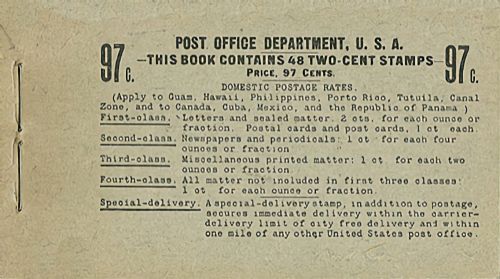 POST OFFICE DEPARTMENT, U. S. A.
97c. —THIS BOOK CONTAINS 48 TWO-CENT STAMPS— 97c.
PRICE, 97 CENTS.
DOMESTIC POSTAGE RATES.
(Apply to Guam, Hawaii, Philippines, Porto Rico, Tutuila, Canal
Zone, and to Canada, Cuba, Mexico, and the Republic of Panama.)
First-class. Letters and sealed matter: 2 cts. for each ounce or
fraction. Postal cards and post cards, 1 ct. each.
Second-class. Newspapers and periodicals: 1 ct. for each four
ounces or fraction
Third-class. Miscellaneous printed matter: 1 ct. for each two
ounces or fraction.
Fourth-class. All matter not included in first three classes:
1 ct. for each ounce or fraction.
Special-delivery. A special-delivery stamp, in addition to postage,
secures immediate delivery within the carrier-
delivery limit of city free delivery and within
one mile of any other United States post office.